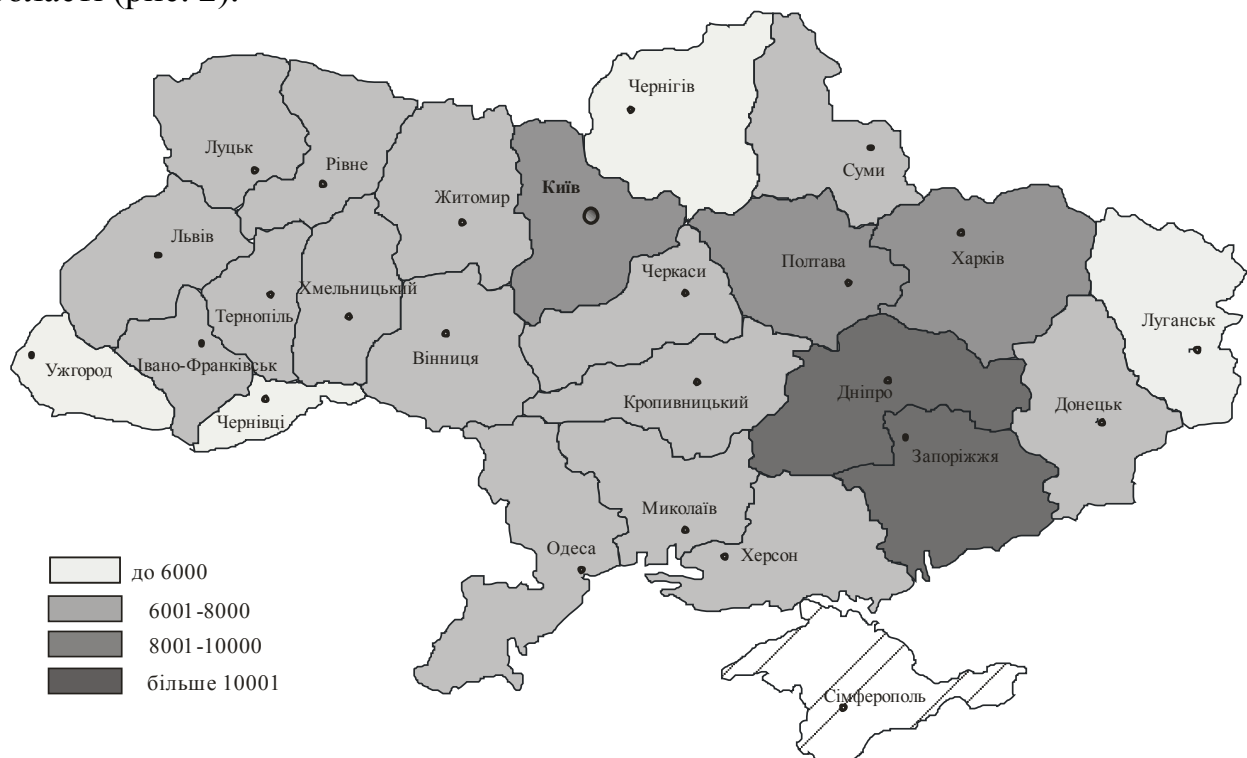 області (рис. 2).
Чернігів
Луцьк
Рівне
Суми
Житомир
Київ
Львів
Харків
Полтава
Черкаси
Хмельницький
Тернопіль
Луганськ
Вінниця
Івано-Франківськ
Ужгород
Дніпро
Кропивницький
Донецьк
Чернівці
Запоріжжя
Миколаїв
Одеса
Херсон
до 6000
6001-8000
8001-10000
більше 10001
Сімферополь